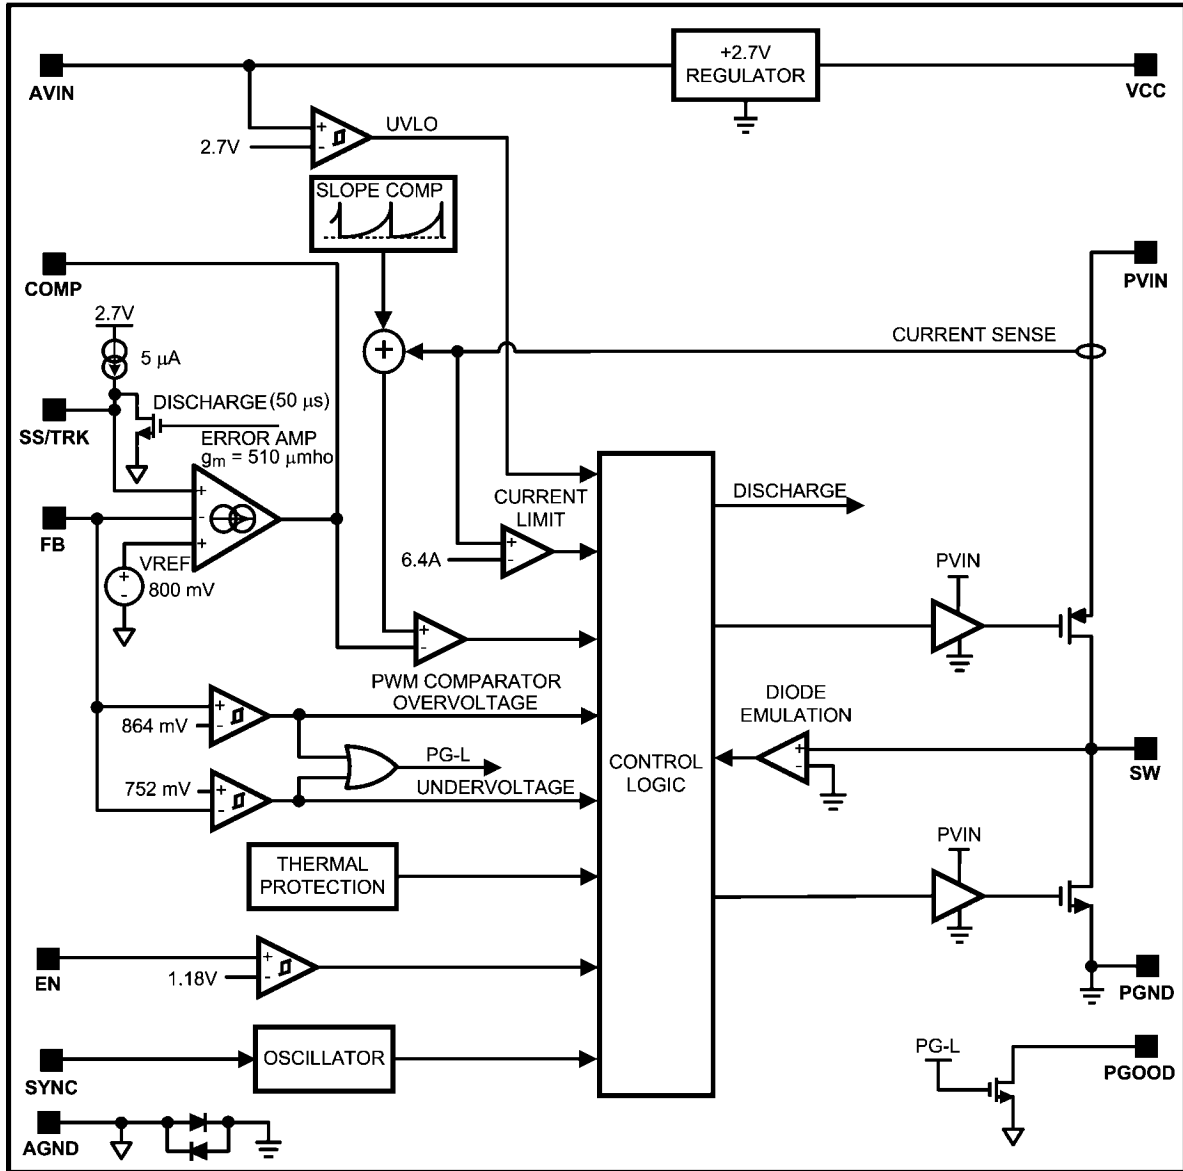 +2.7V
REGULATOR
AVIN
VCC
UVLO
+
-
2.7V
SLOPE COMP
COMP
PVIN
2.7V
5 µA
+
CURRENT SENSE
DISCHARGE (50 µs)
SS/TRK
ERROR AMP
gm = 510 µmho
+
-
+
FB
VREF
800 mV
+
-
CURRENT
LIMIT
DISCHARGE
+
-
6.4A
PVIN
+
-
PWM COMPARATOR
OVERVOLTAGE
+
-
864 mV
DIODE
EMULATION
+
-
PG-L
CONTROL
LOGIC
SW
752 mV
+
-
UNDERVOLTAGE
PVIN
THERMAL
PROTECTION
+
-
1.18V
EN
PGND
OSCILLATOR
SYNC
PG-L
PGOOD
AGND